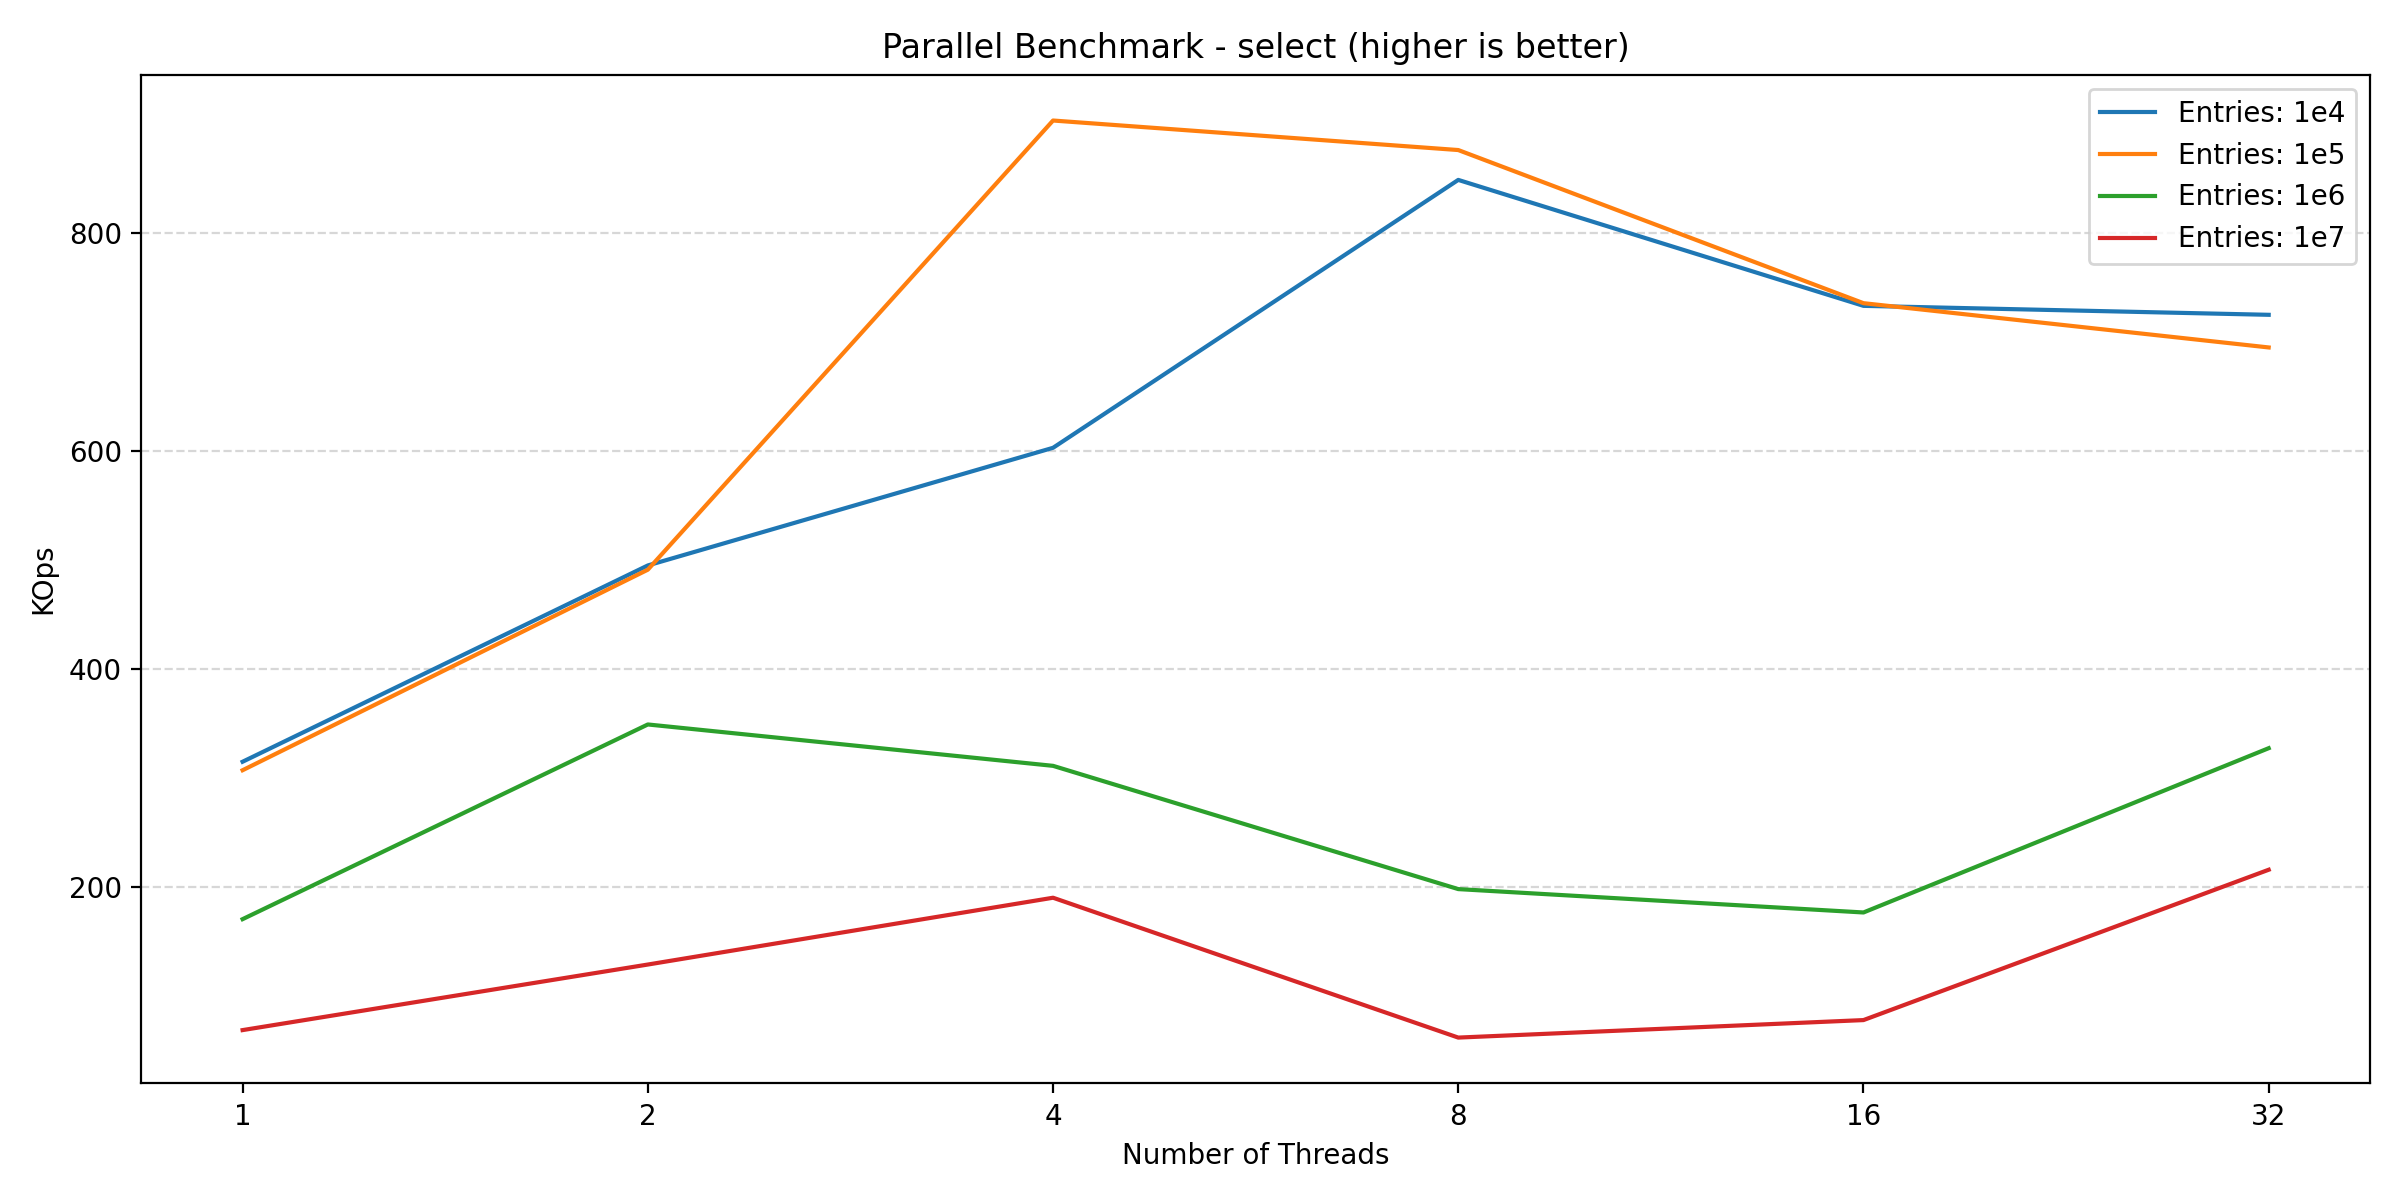 Parallel Benchmark - select (higher is better)
Entries: 1e4
Entries: 1e5
Entries: 1e6
Entries: 1e7
800
600
400
200
KOps
1 2 4 8 16 32
Number of Threads